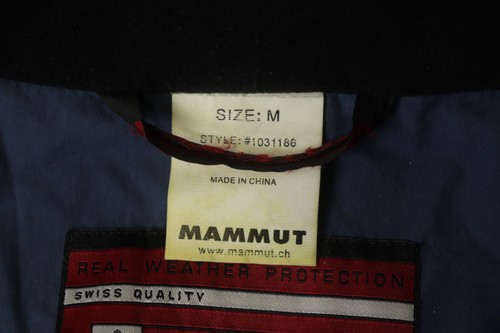 SIZE: M
STYLE: #1031186
MADE IN CHINA
MAMMUT
www.mammut.ch
REAL WEATHER PROTECTION
SWISS QUALITY